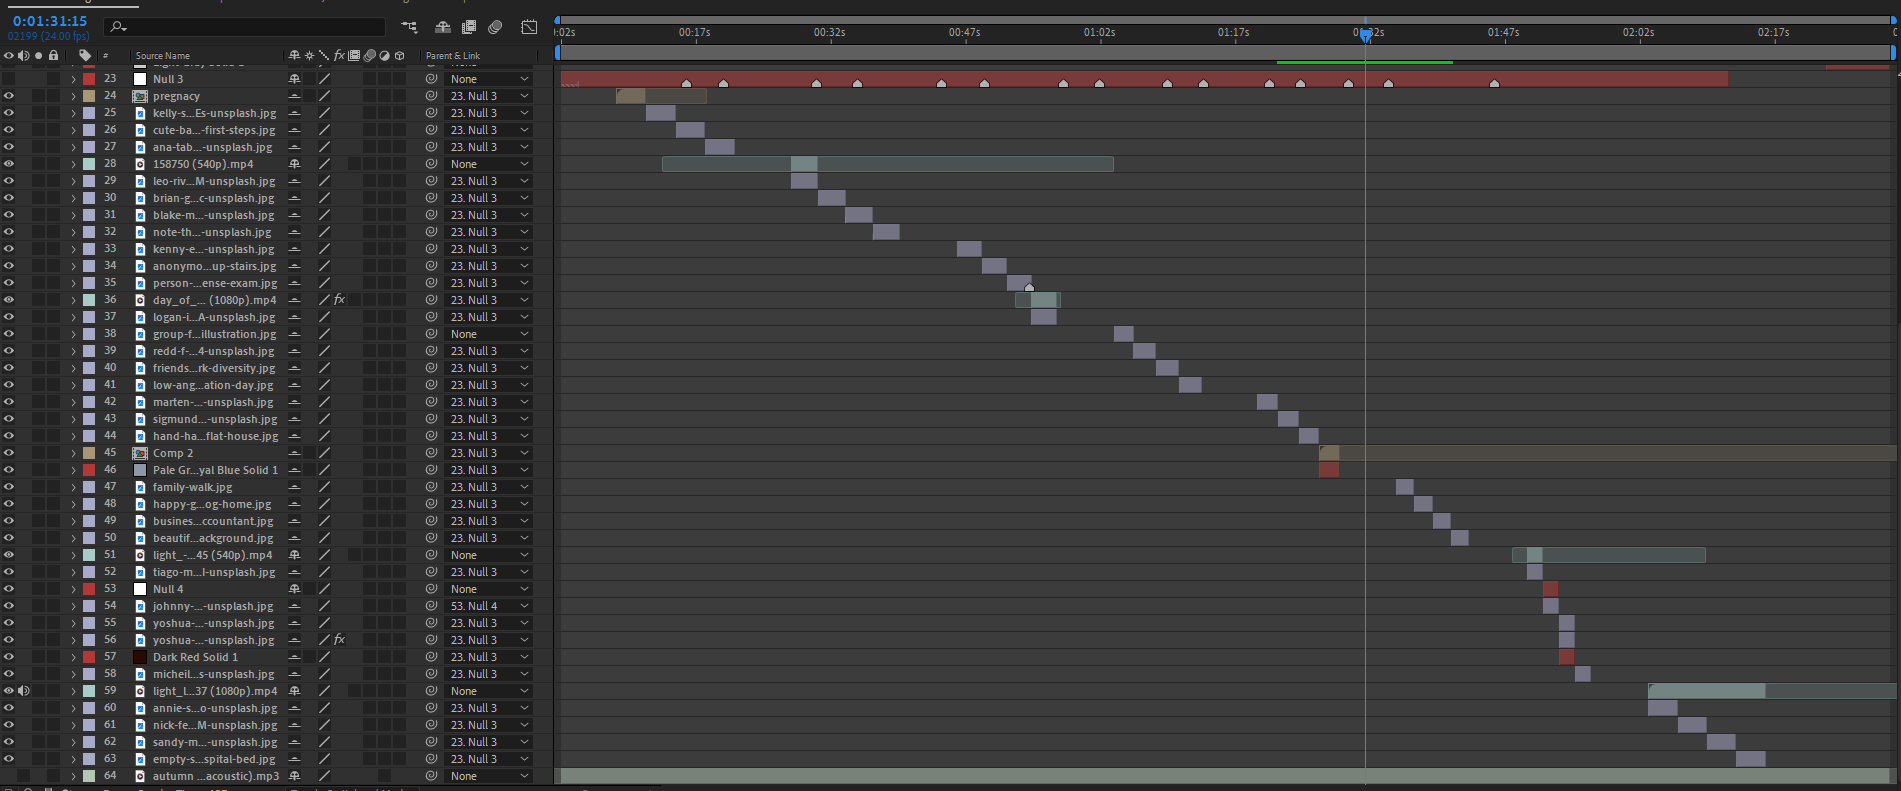 0:01:31:15
02199 (24.00 fps)
:02s 00:17s 00:32s 00:47s 01:02s 01:17s 01:32s 01:47s 02:02s 02:17s
# Source Name fx Parent & Link
23 Null 3 None
24 pregnacy 23. Null 3
25 kelly-s...Es-unsplash.jpg 23. Null 3
26 cute-ba...-first-steps.jpg 23. Null 3
27 ana-tab...-unsplash.jpg 23. Null 3
28 158750 (540p).mp4 None
29 leo-riv...M-unsplash.jpg 23. Null 3
30 brian-g...c-unsplash.jpg 23. Null 3
31 blake-m...-unsplash.jpg 23. Null 3
32 note-th...-unsplash.jpg 23. Null 3
33 kenny-e...-unsplash.jpg 23. Null 3
34 anonymo...up-stairs.jpg 23. Null 3
35 person-...ense-exam.jpg 23. Null 3
36 day_of_... (1080p).mp4 fx 23. Null 3
37 logan-i...A-unsplash.jpg 23. Null 3
38 group-f...illustration.jpg None
39 redd-f-...4-unsplash.jpg 23. Null 3
40 friends...rk-diversity.jpg 23. Null 3
41 low-ang...ation-day.jpg 23. Null 3
42 marten-...-unsplash.jpg 23. Null 3
43 sigmund...-unsplash.jpg 23. Null 3
44 hand-ha...flat-house.jpg 23. Null 3
45 Comp 2 23. Null 3
46 Pale Gr...yal Blue Solid 1 23. Null 3
47 family-walk.jpg 23. Null 3
48 happy-g...og-home.jpg 23. Null 3
49 busines...ccountant.jpg 23. Null 3
50 beautif...ackground.jpg 23. Null 3
51 light_-...45 (540p).mp4 None
52 tiago-m...l-unsplash.jpg 23. Null 3
53 Null 4 None
54 johnny-...-unsplash.jpg 53. Null 4
55 yoshua-...-unsplash.jpg 23. Null 3
56 yoshua-...-unsplash.jpg fx 23. Null 3
57 Dark Red Solid 1 23. Null 3
58 micheil...s-unsplash.jpg 23. Null 3
59 light_l...37 (1080p).mp4 None
60 annie-s...o-unsplash.jpg 23. Null 3
61 nick-fe...M-unsplash.jpg 23. Null 3
62 sandy-m...-unsplash.jpg 23. Null 3
63 empty-s...spital-bed.jpg 23. Null 3
64 autumn ...acoustic).mp3 None